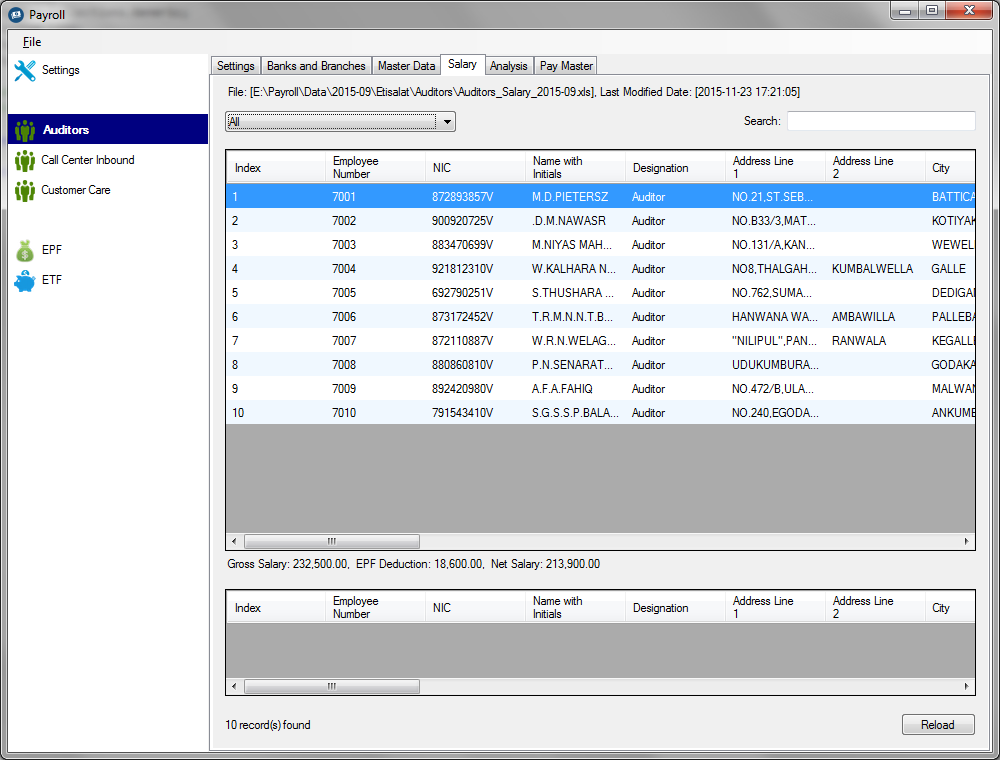 Payroll
File
Settings
Auditors
Call Center Inbound
Customer Care
EPF
ETF
Settings Banks and Branches Master Data Salary Analysis Pay Master
File: [E:\Payroll\Data\2015-09\Etisalat\Auditors\Auditors_Salary_2015-09.xls], Last Modified Date: [2015-11-23 17:21:05]
All Search:
Index Employee Number NIC Name with Initials Designation Address Line 1 Address Line 2 City
1 7001 872893857V M.D.PIETERSZ Auditor NO.21,ST.SEB... BATTICA
2 7002 900920725V .D.M.NAWASR Auditor NO.B33/3,MAT... KOTIYAK
3 7003 883470699V M.NIYAS MAH... Auditor NO.131/A,KAN... WEWEL
4 7004 921812310V W.KALHARA N... Auditor NO8,THALGAH... KUMBALWELLA GALLE
5 7005 692790251V S.THUSHARA ... Auditor NO.762,SUMA... DEDIGA
6 7006 873172452V T.R.M.N.N.T.B... Auditor HANWANA WA... AMBAWILLA PALLEBA
7 7007 872110887V W.R.N.WELAG... Auditor "NILIPUL",PAN... RANWALA KEGALL
8 7008 880860810V P.N.SENARAT... Auditor UDUKUMBURA... GODAKA
9 7009 892420980V A.F.A.FAHIQ Auditor NO.472/B,ULA... MALWAN
10 7010 791543410V S.G.S.S.P.BALA... Auditor NO.240,EGODA... ANKUMB
Gross Salary: 232,500.00, EPF Deduction: 18,600.00, Net Salary: 213,900.00
Index Employee Number NIC Name with Initials Designation Address Line 1 Address Line 2 City
10 record(s) found Reload